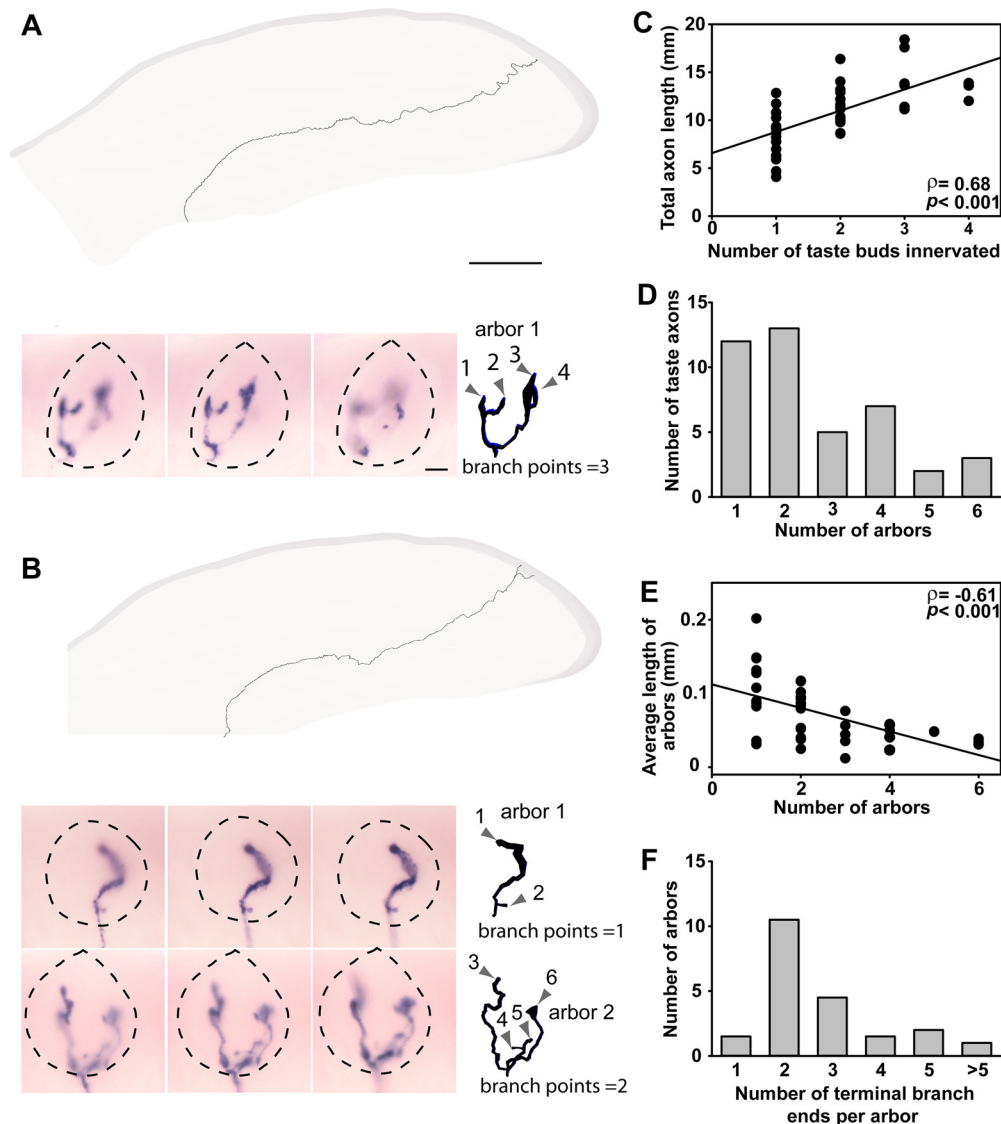 A
arbor 1
1 2 3 4
branch points =3
B
1 arbor 1
2
branch points =1
3
6
arbor 2
4 5
branch points =2
C
Total axon length (mm)
20
15
10
5
0
0 1 2 3 4
Number of taste buds innervated
ρ= 0.68
p< 0.001
D
Number of taste axons
15
10
5
0
1 2 3 4 5 6
Number of arbors
E
Average length of
arbors (mm)
0.2
0.1
0
0 2 4 6
Number of arbors
ρ= -0.61
p< 0.001
F
Number of arbors
15
10
5
0
1 2 3 4 5 >5
Number of terminal branch
ends per arbor